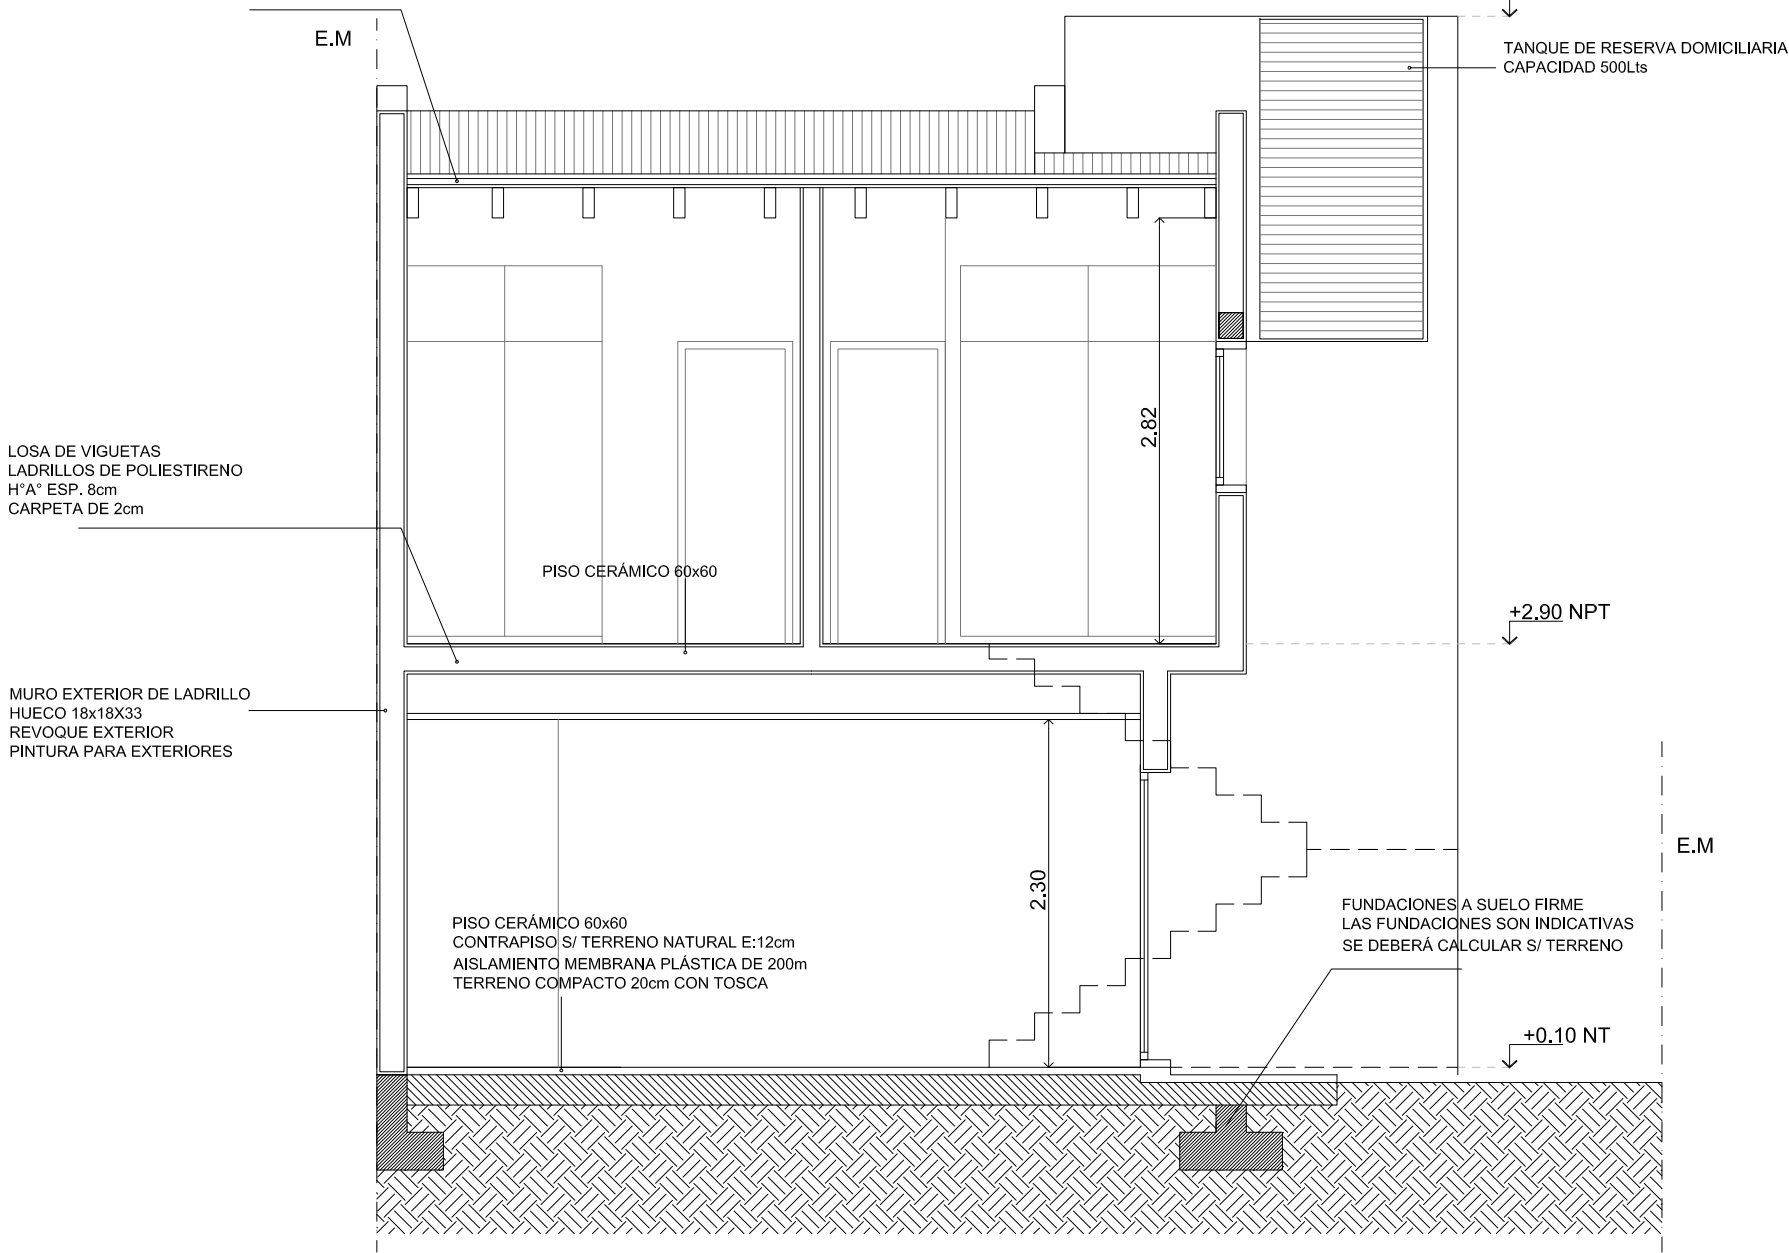 E.M
TANQUE DE RESERVA DOMICILIARIA
CAPACIDAD 500Lts
2.82
LOSA DE VIGUETAS
LADRILLOS DE POLIESTIRENO
H°A° ESP. 8cm
CARPETA DE 2cm
PISO CERÁMICO 60x60
+2.90 NPT
MURO EXTERIOR DE LADRILLO
HUECO 18x18X33
REVOQUE EXTERIOR
PINTURA PARA EXTERIORES
E.M
2.30
PISO CERÁMICO 60x60
CONTRAPISO S/ TERRENO NATURAL E:12cm
AISLAMIENTO MEMBRANA PLÁSTICA DE 200m
TERRENO COMPACTO 20cm CON TOSCA
FUNDACIONES A SUELO FIRME
LAS FUNDACIONES SON INDICATIVAS
SE DEBERÁ CALCULAR S/ TERRENO
+0.10 NT